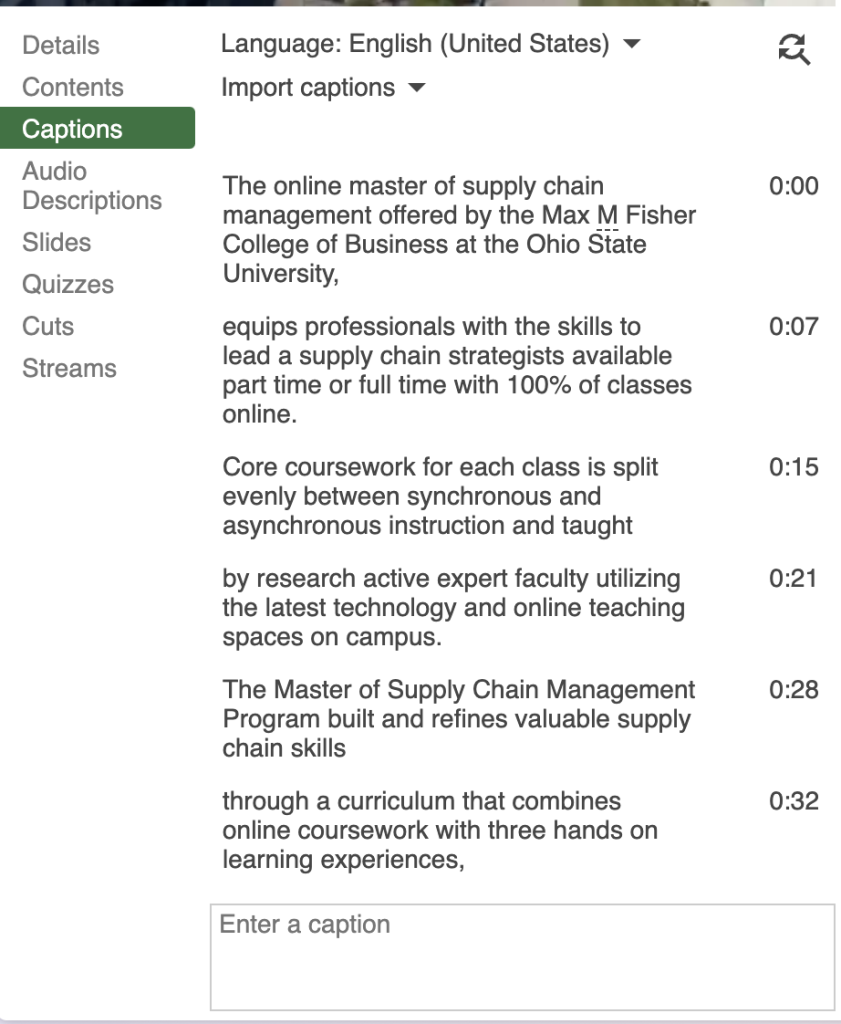 Details
Contents
Captions
Audio
Descriptions
Slides
Quizzes
Cuts
Streams
Language: English (United States)
Import captions
The online master of supply chain 0:00
management offered by the Max M Fisher
College of Business at the Ohio State
University,
equips professionals with the skills to 0:07
lead a supply chain strategists available
part time or full time with 100% of classes
online.
Core coursework for each class is split 0:15
evenly between synchronous and
asynchronous instruction and taught
by research active expert faculty utilizing 0:21
the latest technology and online teaching
spaces on campus.
The Master of Supply Chain Management 0:28
Program built and refines valuable supply
chain skills
through a curriculum that combines 0:32
online coursework with three hands on
learning experiences,
Enter a caption